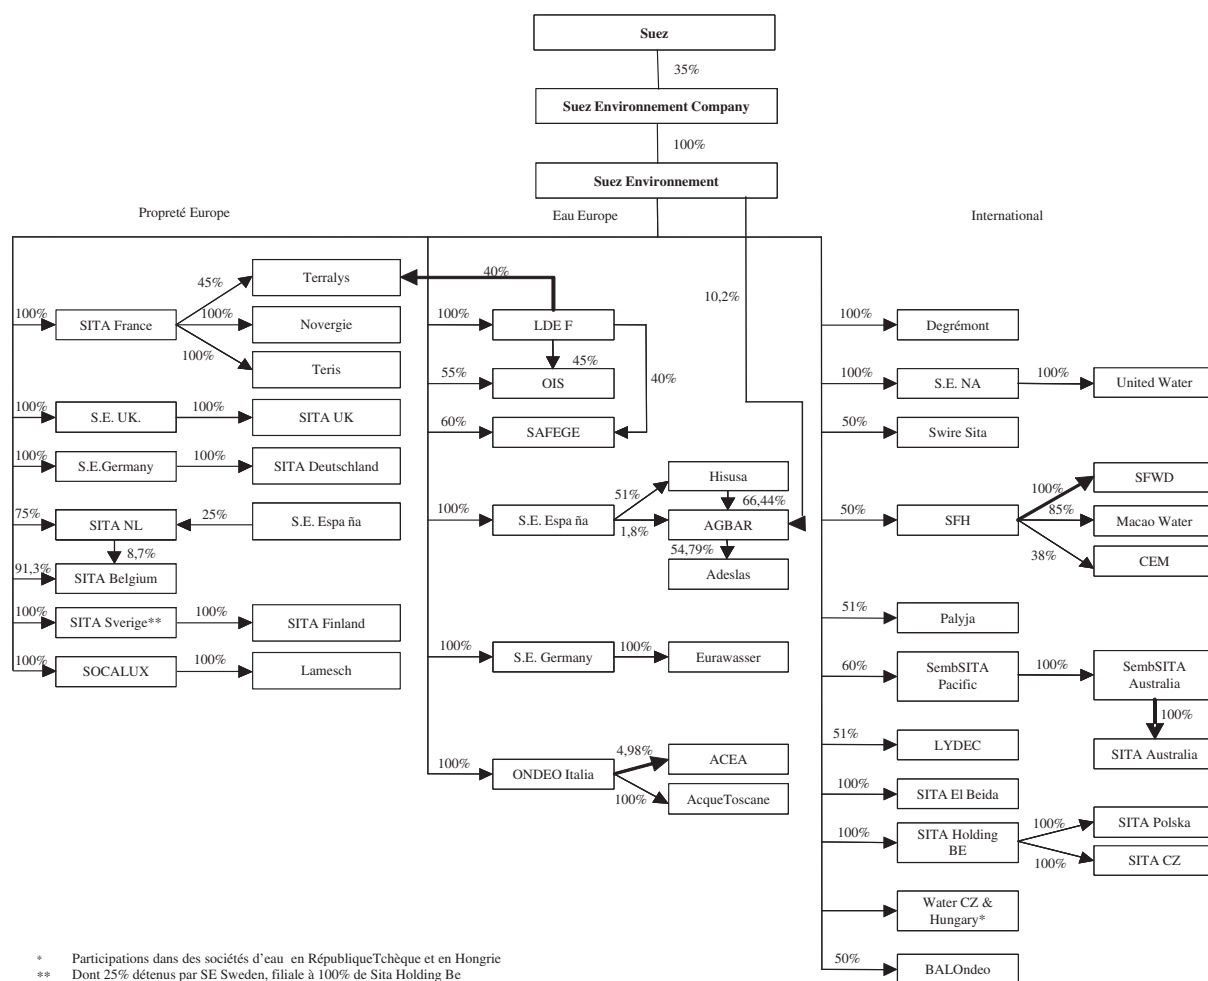 Suez
35%
Suez Environnement Company
100%
Suez Environnement
Propreté Europe
Eau Europe
International
100%
SITA France
45%
Terralys
100%
Novergie
100%
Teris
100%
S.E. UK.
100%
SITA UK
100%
S.E.Germany
100%
SITA Deutschland
75%
SITA NL
25%
S.E. Espa ña
8,7%
91,3%
SITA Belgium
100%
SITA Sverige**
100%
SITA Finland
100%
SOCALUX
100%
Lamesch
40%
10,2%
100%
LDE F
45%
40%
55%
OIS
60%
SAFEGE
100%
S.E. Espa ña
51%
Hisusa
66,44%
1,8%
AGBAR
54,79%
Adeslas
100%
S.E. Germany
100%
Eurawasser
100%
ONDEO Italia
4,98%
ACEA
100%
AcqueToscane
100%
Degrémont
100%
S.E. NA
100%
United Water
50%
Swire Sita
50%
SFH
100%
SFWD
85%
Macao Water
38%
CEM
51%
Palyja
60%
SembSITA
Pacific
100%
SembSITA
Australia
100%
SITA Australia
51%
LYDEC
100%
SITA El Beida
100%
SITA Holding
BE
100%
SITA Polska
100%
SITA CZ
Water CZ &
Hungary*
50%
BALOndeo
* Participations dans des sociétés d'eau en RépubliqueTchèque et en Hongrie
** Dont 25% détenus par SE Sweden, filiale à 100% de Sita Holding Be